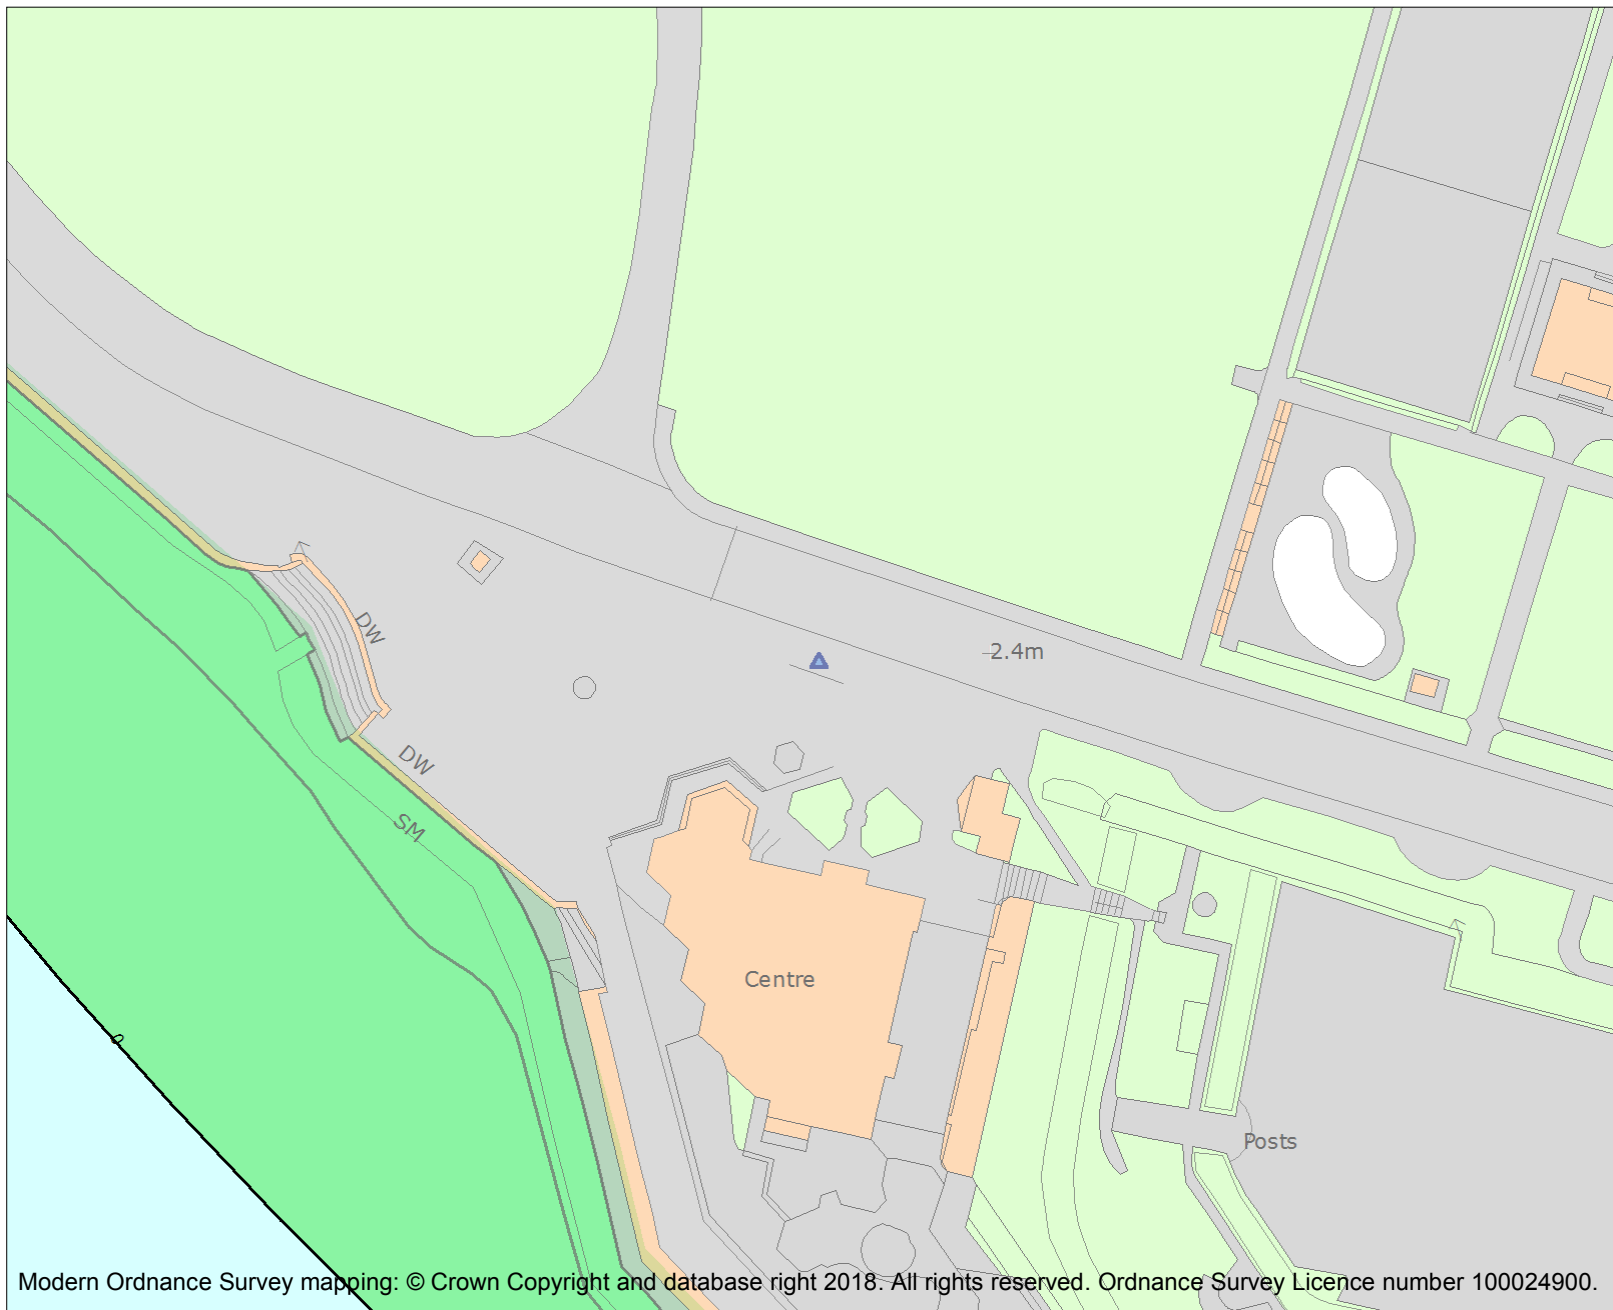 DW
2.4m
DW
SM
Centre
0
Posts
Modern Ordnance Survey mapping: © Crown Copyright and database right 2018. All rights reserved. Ordnance Survey Licence number 100024900.